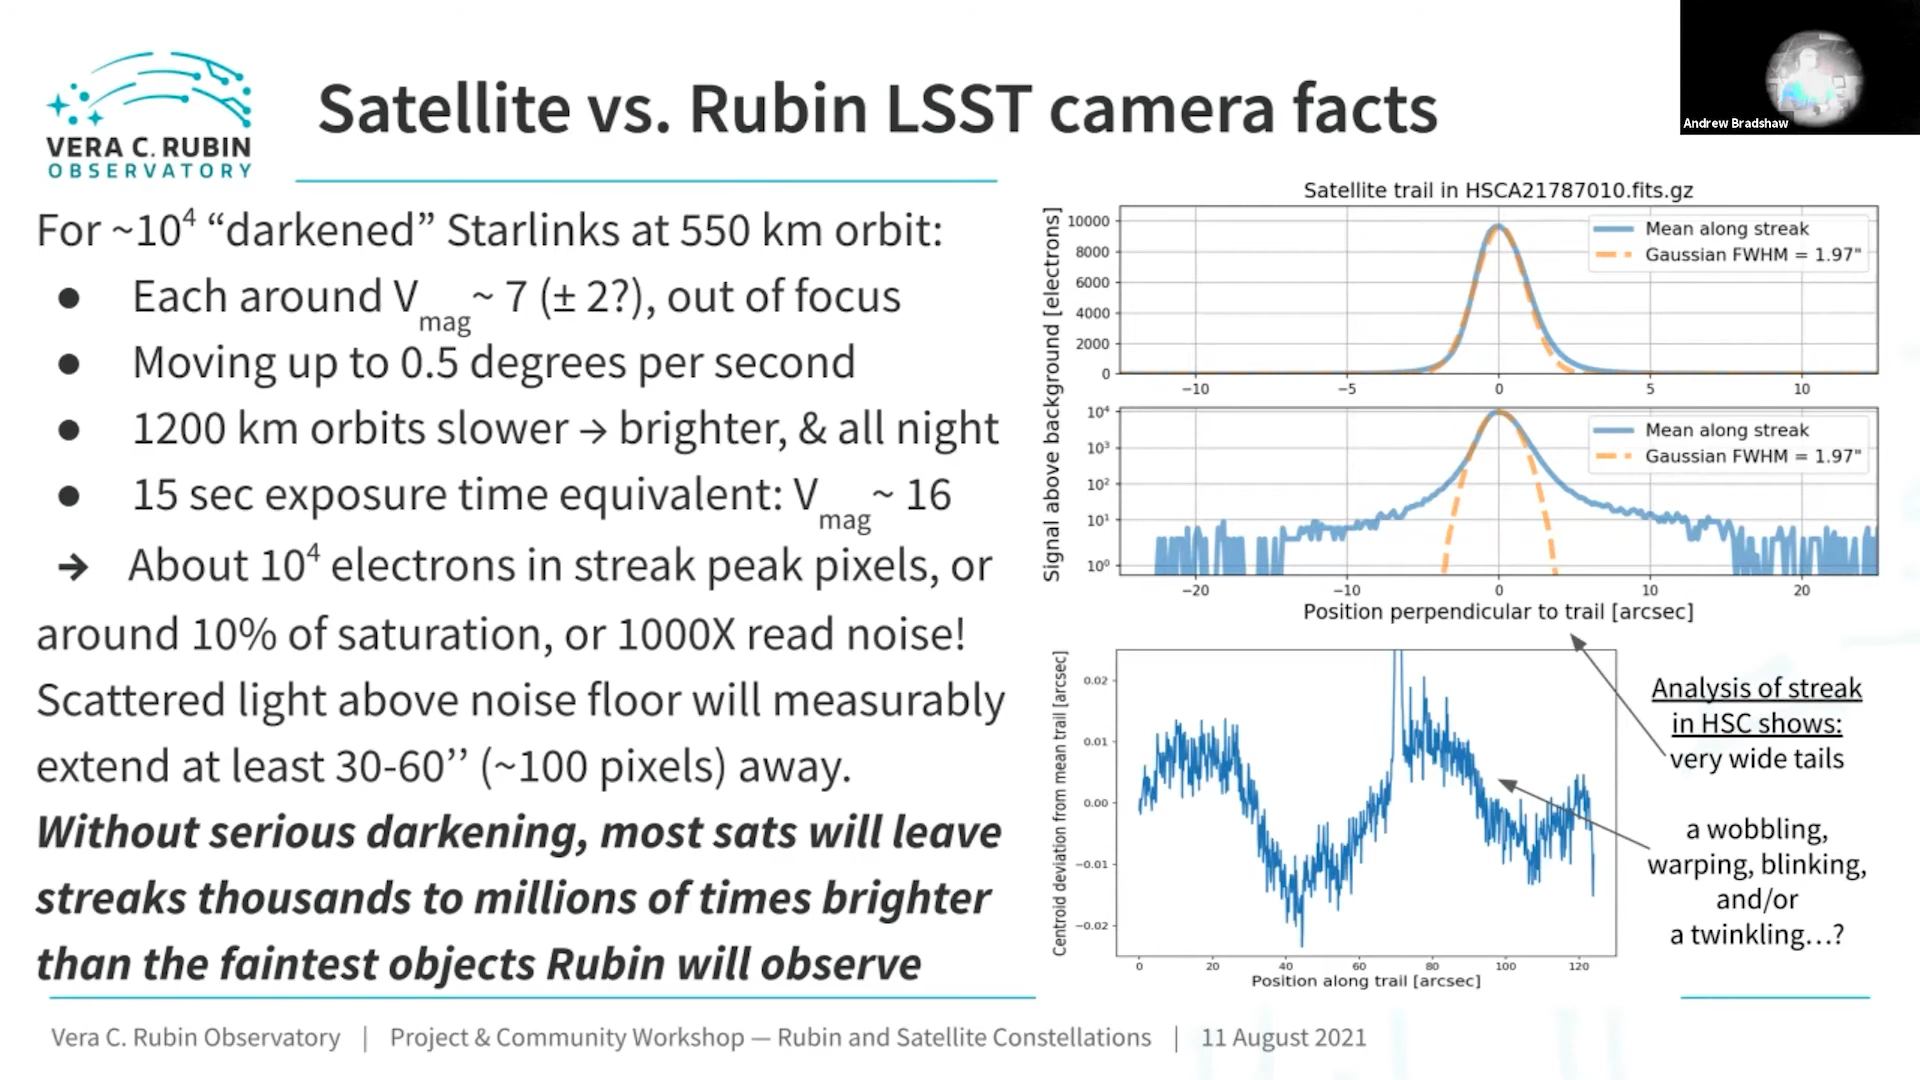 Andrew Bradshaw
VERA C. RUBIN
OBSERVATORY
Satellite vs. Rubin LSST camera facts
For ~10⁴ “darkened” Starlinks at 550 km orbit:
● Each around Vmag ~ 7 (± 2?), out of focus
● Moving up to 0.5 degrees per second
● 1200 km orbits slower → brighter, & all night
● 15 sec exposure time equivalent: Vmag ~ 16
➔ About 10⁴ electrons in streak peak pixels, or
around 10% of saturation, or 1000X read noise!
Scattered light above noise floor will measurably
extend at least 30-60’’ (~100 pixels) away.
Without serious darkening, most sats will leave
streaks thousands to millions of times brighter
than the faintest objects Rubin will observe
Satellite trail in HSCA21787010.fits.gz
Signal above background [electrons]
10000
8000
6000
4000
2000
0
Mean along streak
Gaussian FWHM = 1.97"
−10 −5 0 5 10
10⁴
10³
10²
10¹
10⁰
Mean along streak
Gaussian FWHM = 1.97"
−20 −10 0 10 20
Position perpendicular to trail [arcsec]
Centroid deviation from mean trail [arcsec]
0.02
0.01
0.00
−0.01
−0.02
0 20 40 60 80 100 120
Position along trail [arcsec]
Analysis of streak
in HSC shows:
very wide tails
a wobbling,
warping, blinking,
and/or
a twinkling…?
Vera C. Rubin Observatory | Project & Community Workshop — Rubin and Satellite Constellations | 11 August 2021